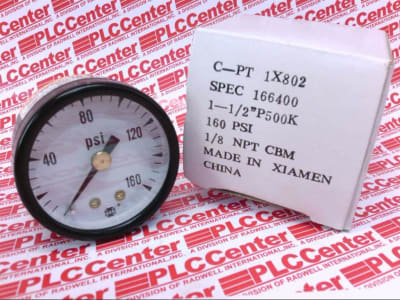 PLCCenter
A DIVISION OF RADWELL INTERNATIONAL, INC.
C-PT 1X802
SPEC 166400
1-1/2"P500K
160 PSI
1/8 NPT CBM
MADE IN XIAMEN
CHINA
80
psi
40
120
160